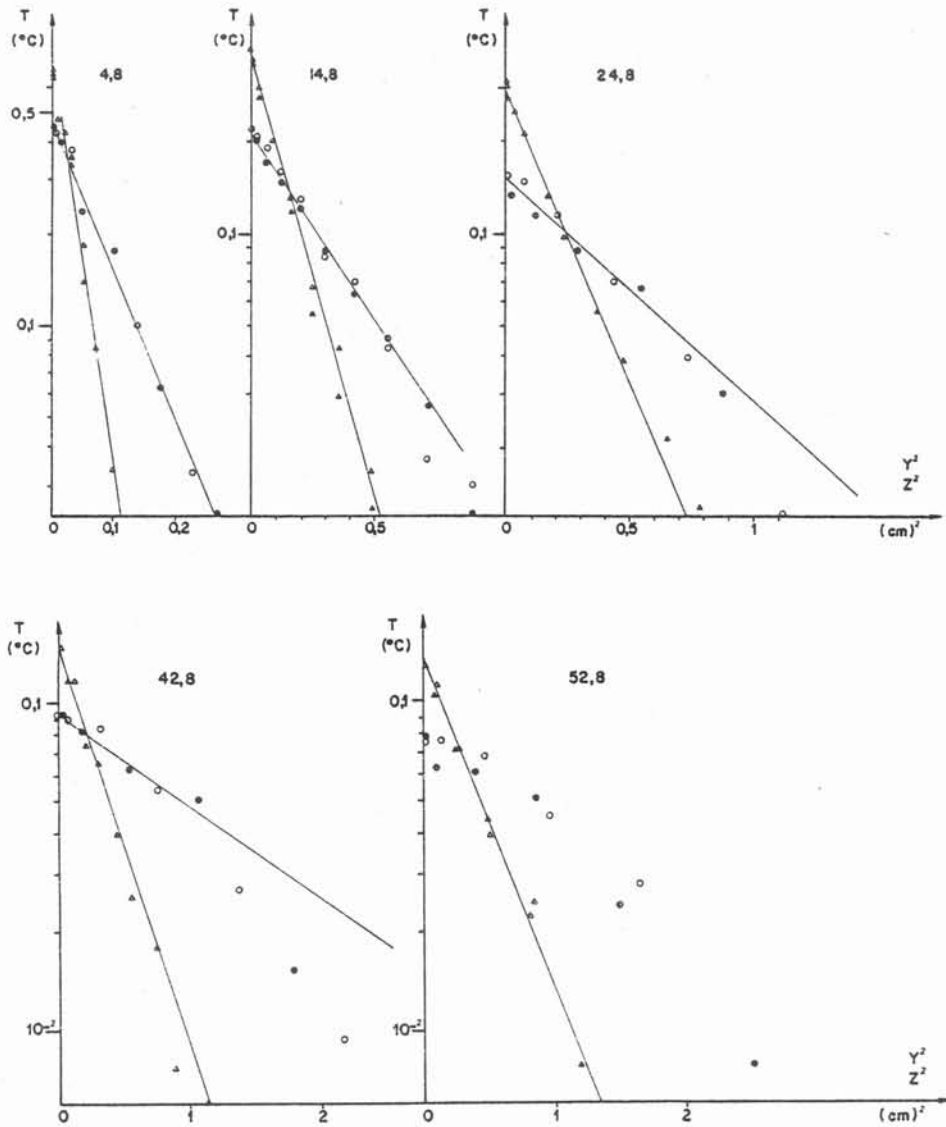 T
(°C)
4,8
0,5
0,1
0
0,1
0,2
T
(°C)
14,8
0,1
0
0,5
T
(°C)
24,8
0,1
0
0,5
1
Y²
Z²
(cm)²
T
(°C)
42,8
0,1
10⁻²
0
1
2
T
(°C)
52,8
0,1
10⁻²
0
1
2
Y²
Z²
(cm)²